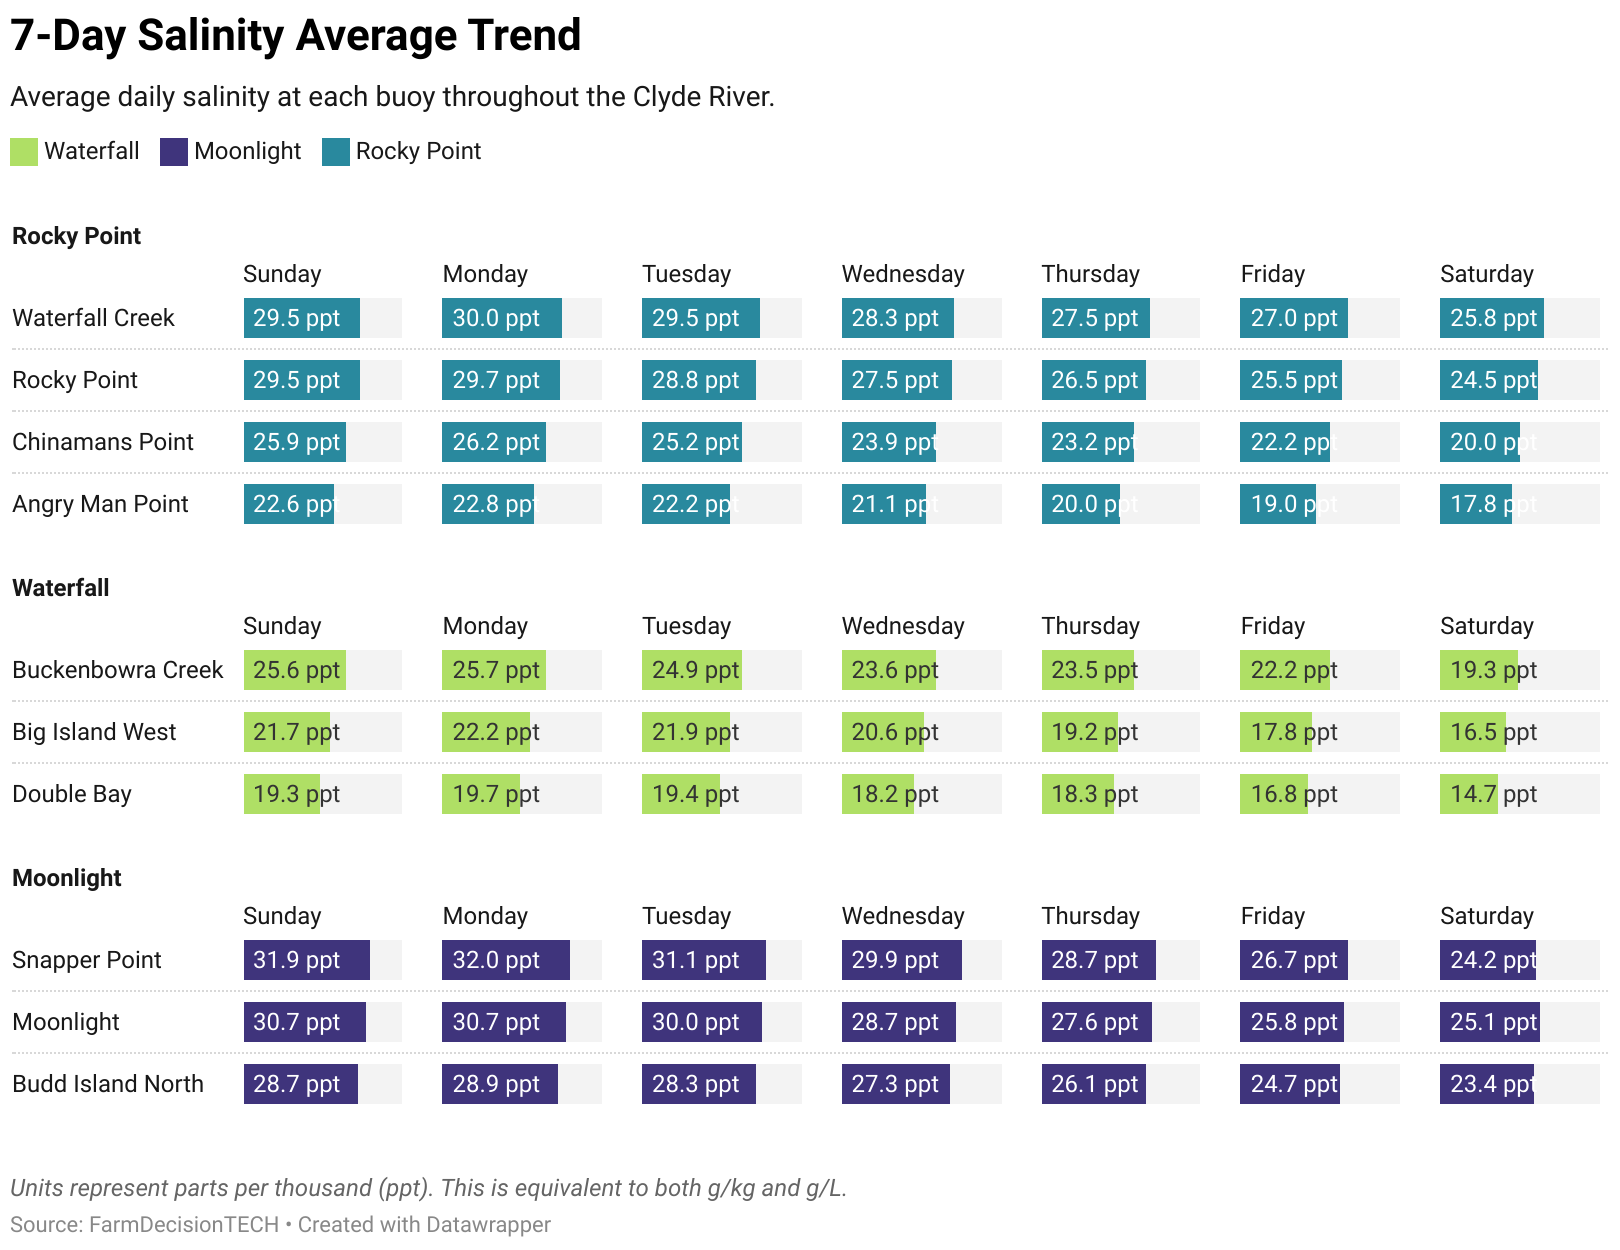 7-Day Salinity Average Trend
Average daily salinity at each buoy throughout the Clyde River.
Waterfall Moonlight Rocky Point
Rocky Point
Sunday Monday Tuesday Wednesday Thursday Friday Saturday
Waterfall Creek 29.5 ppt 30.0 ppt 29.5 ppt 28.3 ppt 27.5 ppt 27.0 ppt 25.8 ppt
Rocky Point 29.5 ppt 29.7 ppt 28.8 ppt 27.5 ppt 26.5 ppt 25.5 ppt 24.5 ppt
Chinamans Point 25.9 ppt 26.2 ppt 25.2 ppt 23.9 ppt 23.2 ppt 22.2 ppt 20.0 ppt
Angry Man Point 22.6 ppt 22.8 ppt 22.2 ppt 21.1 ppt 20.0 ppt 19.0 ppt 17.8 ppt
Waterfall
Sunday Monday Tuesday Wednesday Thursday Friday Saturday
Buckenbowra Creek 25.6 ppt 25.7 ppt 24.9 ppt 23.6 ppt 23.5 ppt 22.2 ppt 19.3 ppt
Big Island West 21.7 ppt 22.2 ppt 21.9 ppt 20.6 ppt 19.2 ppt 17.8 ppt 16.5 ppt
Double Bay 19.3 ppt 19.7 ppt 19.4 ppt 18.2 ppt 18.3 ppt 16.8 ppt 14.7 ppt
Moonlight
Sunday Monday Tuesday Wednesday Thursday Friday Saturday
Snapper Point 31.9 ppt 32.0 ppt 31.1 ppt 29.9 ppt 28.7 ppt 26.7 ppt 24.2 ppt
Moonlight 30.7 ppt 30.7 ppt 30.0 ppt 28.7 ppt 27.6 ppt 25.8 ppt 25.1 ppt
Budd Island North 28.7 ppt 28.9 ppt 28.3 ppt 27.3 ppt 26.1 ppt 24.7 ppt 23.4 ppt
Units represent parts per thousand (ppt). This is equivalent to both g/kg and g/L.
Source: FarmDecisionTECH • Created with Datawrapper